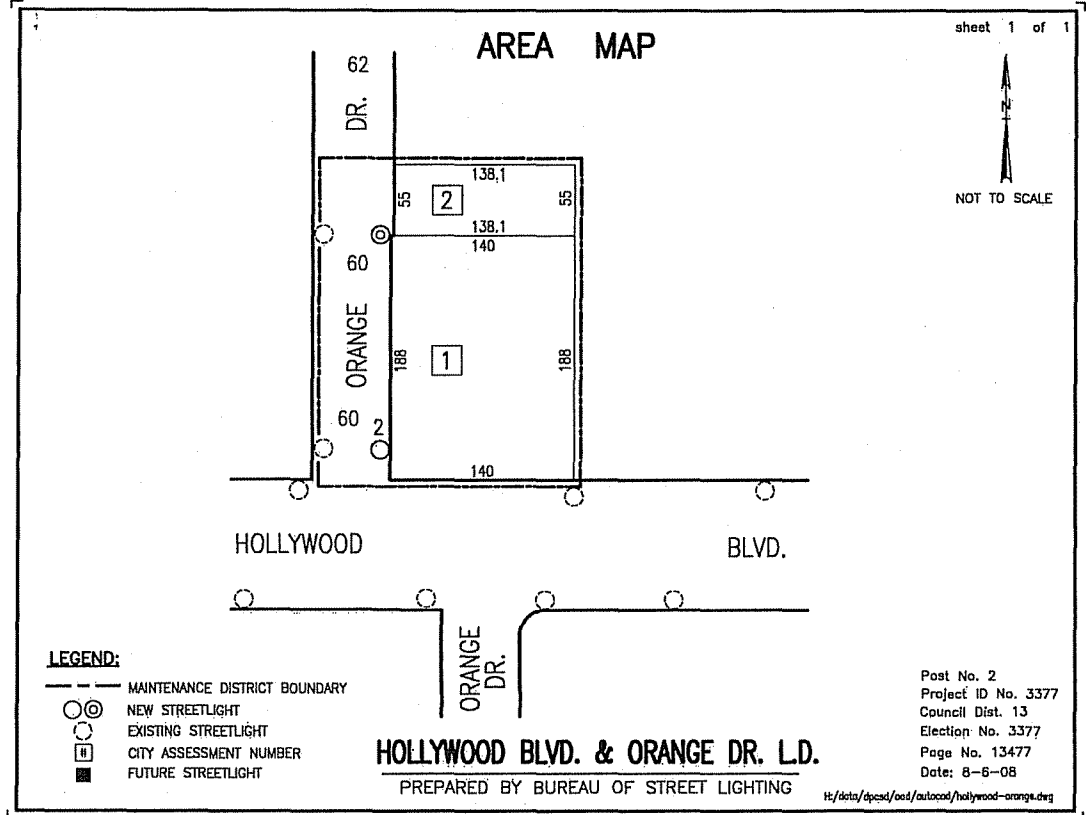 sheet 1 of 1
AREA MAP
62
DR.
N
NOT TO SCALE
138.1
55
2
55
138.1
140
60
ORANGE
188
1
188
60
2
140
HOLLYWOOD
BLVD.
ORANGE
DR.
LEGEND:
MAINTENANCE DISTRICT BOUNDARY
NEW STREETLIGHT
EXISTING STREETLIGHT
# CITY ASSESSMENT NUMBER
FUTURE STREETLIGHT
HOLLYWOOD BLVD. & ORANGE DR. L.D.
PREPARED BY BUREAU OF STREET LIGHTING
Post No. 2
Project ID No. 3377
Council Dist. 13
Election No. 3377
Page No. 13477
Date: 8-6-08
H:/data/dpcsd/cad/autocad/hollywood-orange.dwg